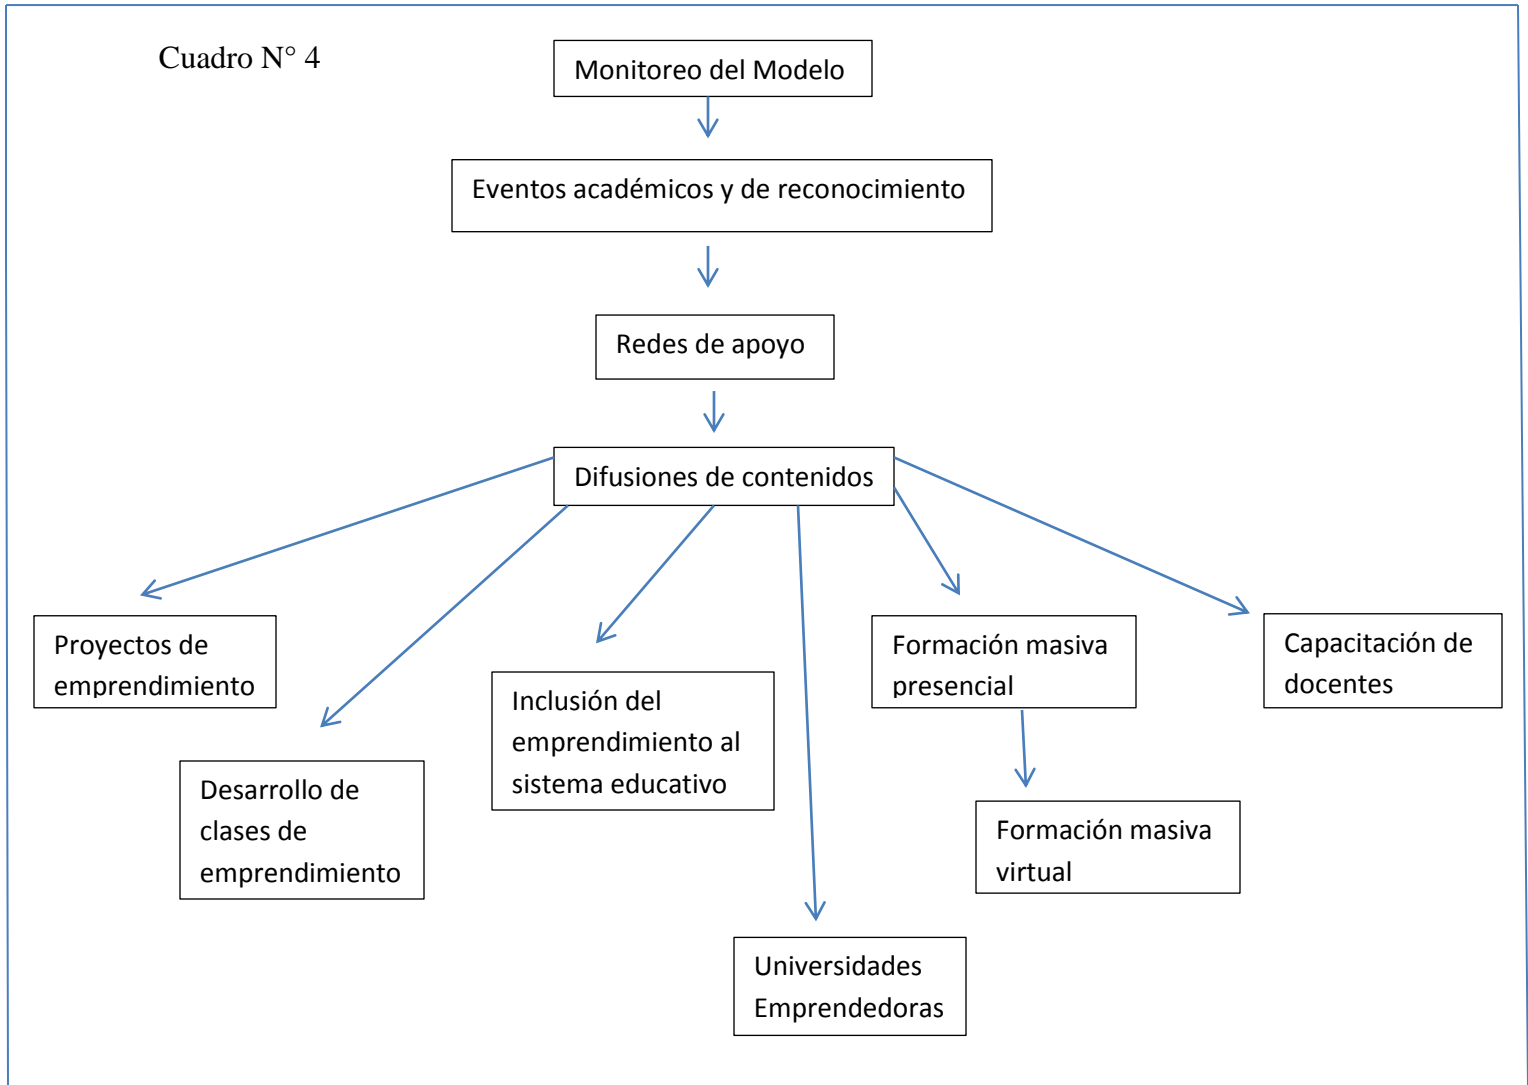 Cuadro N° 4
Monitoreo del Modelo
Eventos académicos y de reconocimiento
Redes de apoyo
Difusiones de contenidos
Proyectos de
emprendimiento
Desarrollo de
clases de
emprendimiento
Inclusión del
emprendimiento al
sistema educativo
Universidades
Emprendedoras
Formación masiva
presencial
Formación masiva
virtual
Capacitación de
docentes